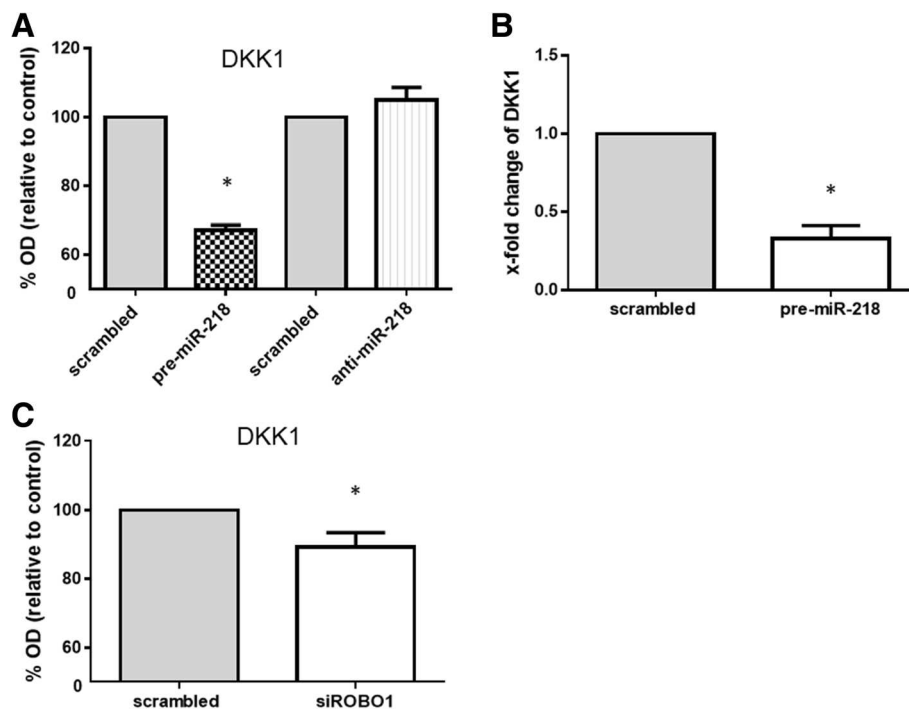 A
DKK1
% OD (relative to control)
120
100
80
60
0
scrambled
pre-miR-218
scrambled
anti-miR-218
*
B
x-fold change of DKK1
1.5
1.0
0.5
0.0
scrambled
pre-miR-218
*
C
DKK1
% OD (relative to control)
120
100
80
60
0
scrambled
siROBO1
*